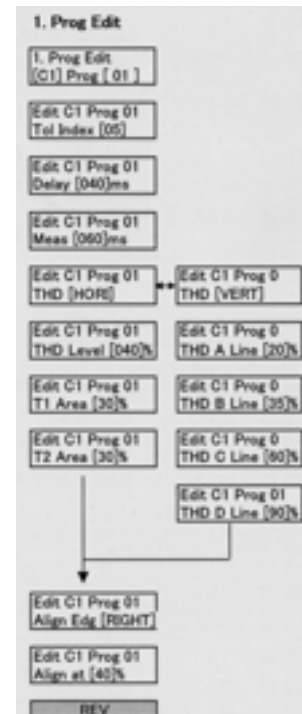 1. Prog Edit
1. Prog Edit
[C1] Prog [ 01 ]
Edit C1 Prog 01
Tol Index [05]
Edit C1 Prog 01
Delay [040]ms
Edit C1 Prog 01
Meas [060]ms
Edit C1 Prog 01
THD [HORI]
Edit C1 Prog 0
THD [VERT]
Edit C1 Prog 01
THD Level [040]%
Edit C1 Prog 0
THD A Line [20]%
Edit C1 Prog 01
T1 Area [30]%
Edit C1 Prog 0
THD B Line [35]%
Edit C1 Prog 01
T2 Area [30]%
Edit C1 Prog 0
THD C Line [60]%
Edit C1 Prog 01
THD D Line [90]%
Edit C1 Prog 01
Align Edg [RIGHT]
Edit C1 Prog 01
Align at [40]%
REV